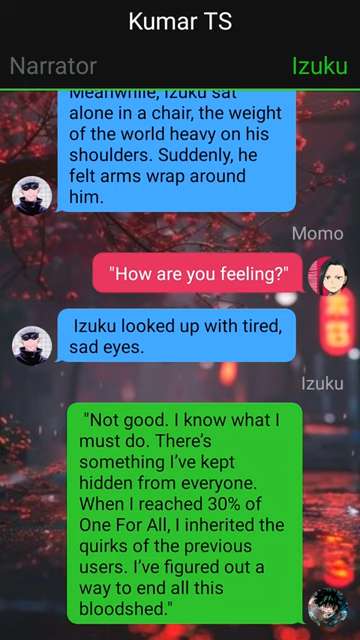 Kumar TS
Narrator Izuku
Meanwhile, Izuku sat
alone in a chair, the weight
of the world heavy on his
shoulders. Suddenly, he
felt arms wrap around
him.
Momo
"How are you feeling?"
Izuku looked up with tired,
sad eyes.
Izuku
"Not good. I know what I
must do. There's
something I've kept
hidden from everyone.
When I reached 30% of
One For All, I inherited the
quirks of the previous
users. I've figured out a
way to end all this
bloodshed."